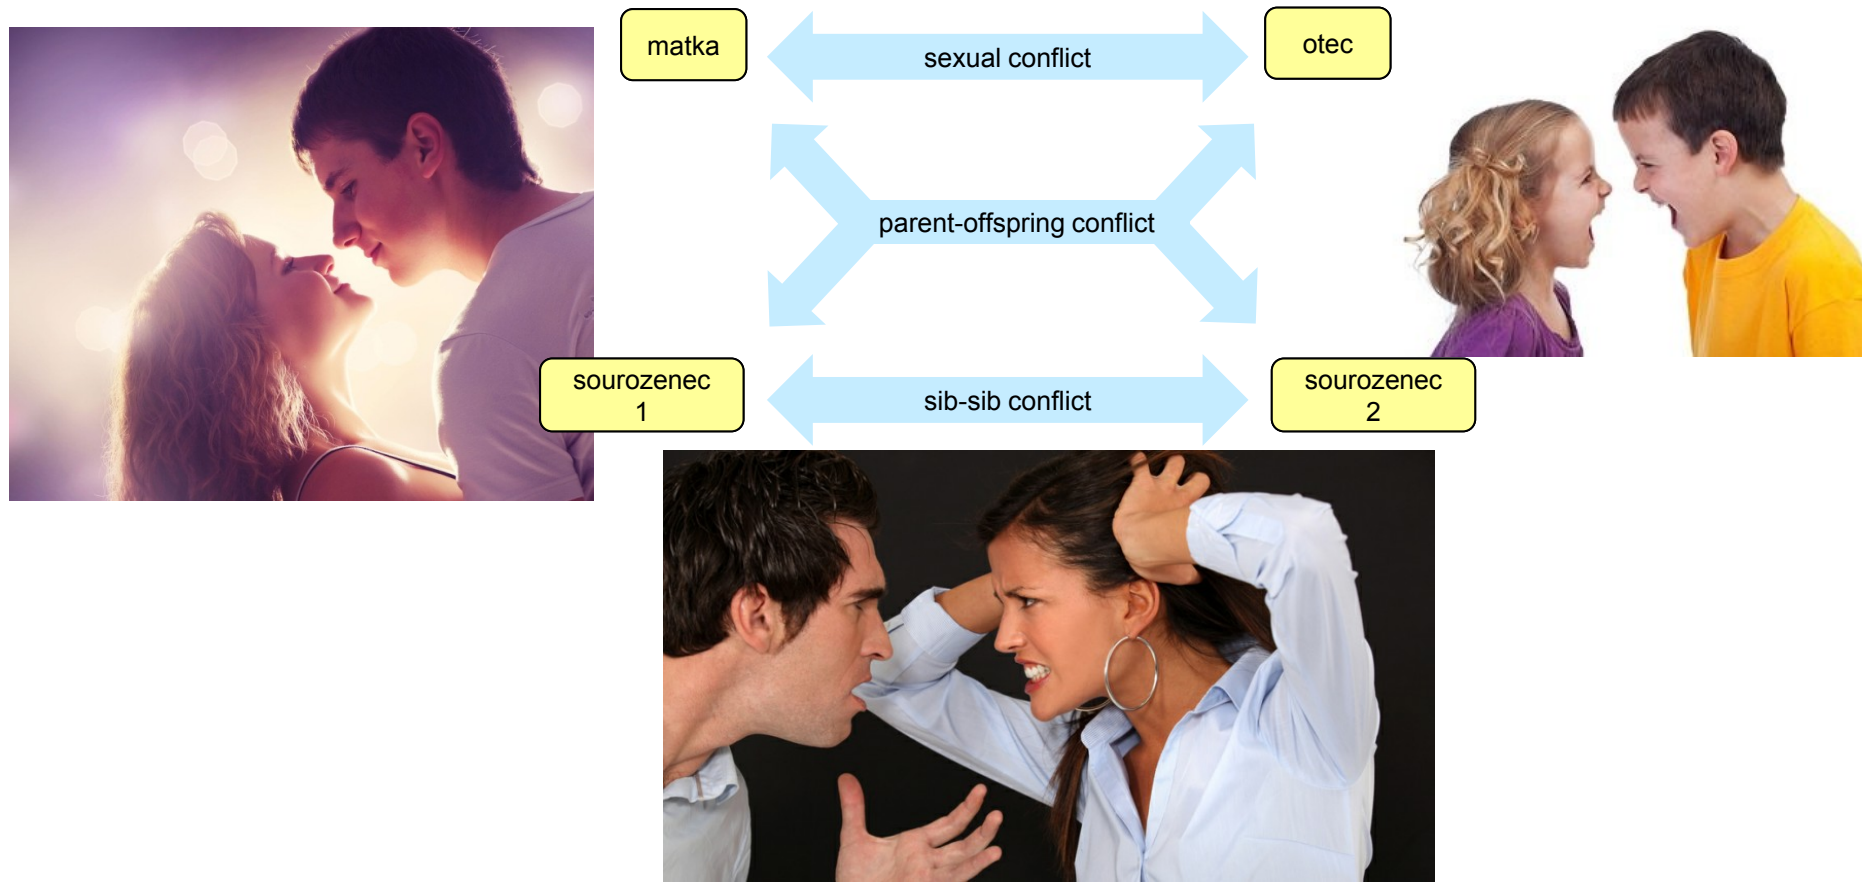 matka
sexual conflict
otec
parent-offspring conflict
sourozenec
1
sib-sib conflict
sourozenec
2